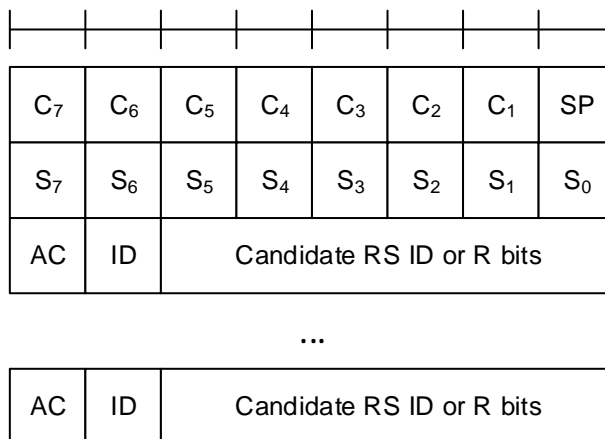 C₇ C₆ C₅ C₄ C₃ C₂ C₁ SP
S₇ S₆ S₅ S₄ S₃ S₂ S₁ S₀
AC ID Candidate RS ID or R bits
...
AC ID Candidate RS ID or R bits